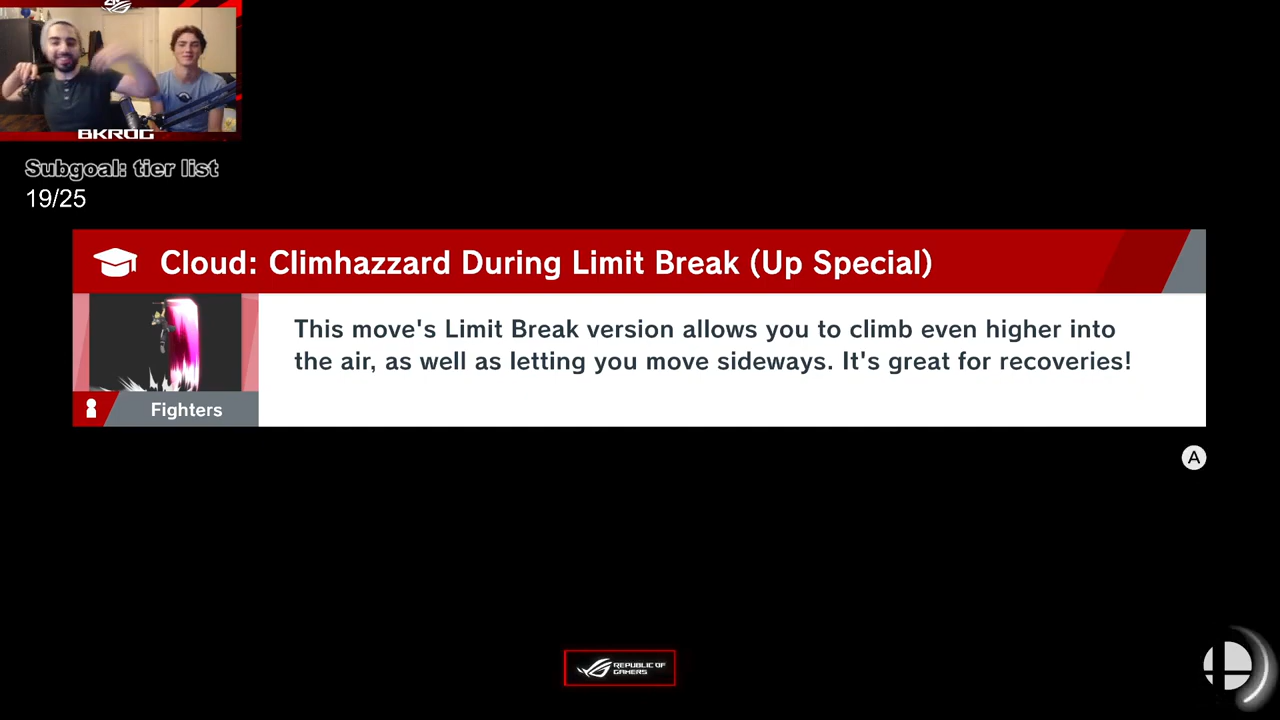 BKROG
Subgoal: tier list
19/25
Cloud: Climhazzard During Limit Break (Up Special)
This move's Limit Break version allows you to climb even higher into
the air, as well as letting you move sideways. It's great for recoveries!
Fighters
A
REPUBLIC OF
GAMERS